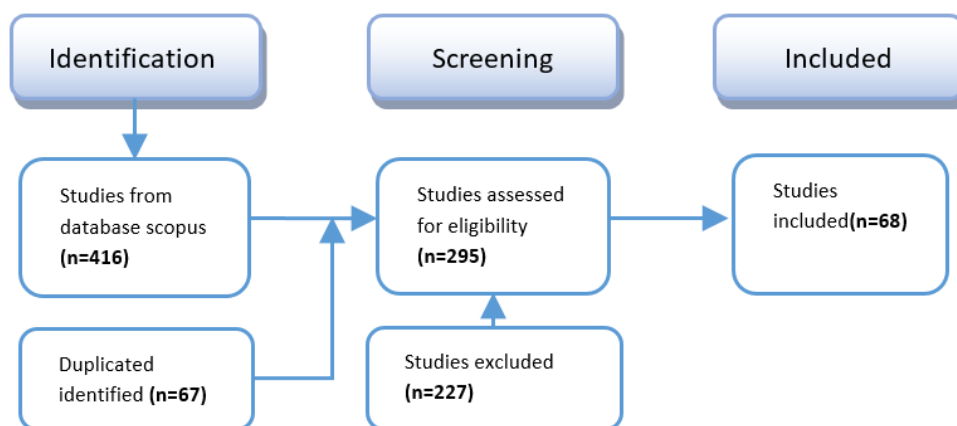 Identification
Screening
Included
Studies from
database scopus
(n=416)
Studies assessed
for eligibility
(n=295)
Studies
included(n=68)
Duplicated
identified (n=67)
Studies excluded
(n=227)